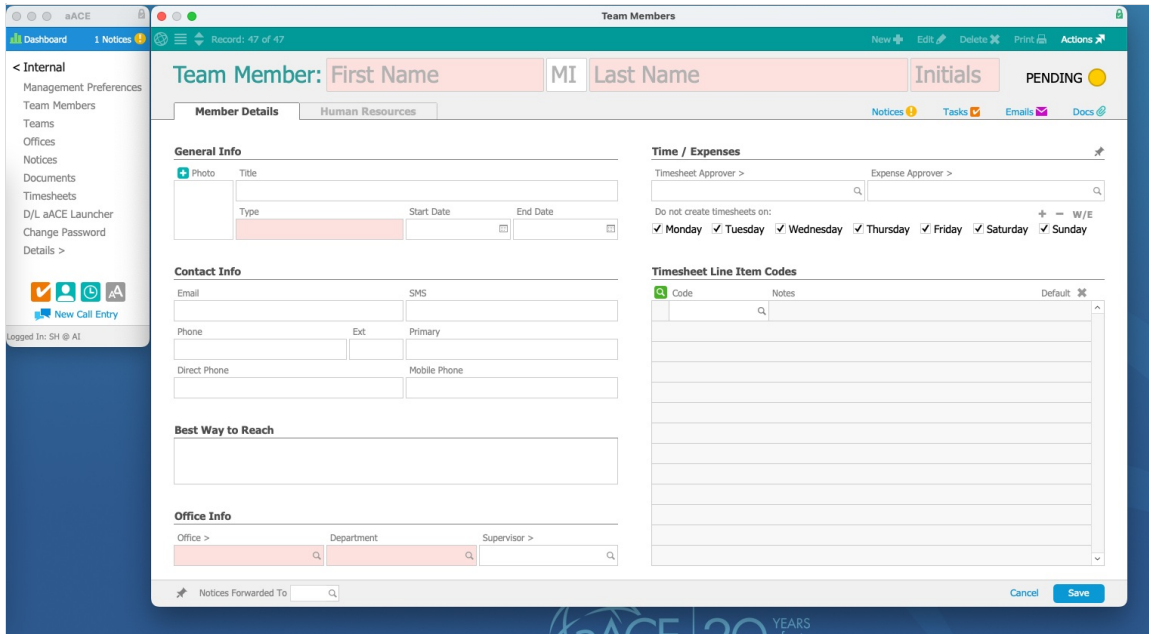 aACE
Team Members
Dashboard
1 Notices
Record: 47 of 47
New
Edit
Delete
Print
Actions
< Internal
Management Preferences
Team Members
Teams
Offices
Notices
Documents
Timesheets
D/L aACE Launcher
Change Password
Details >
New Call Entry
Logged In: SH @ AI
Team Member:
First Name
MI
Last Name
Initials
PENDING
Member Details
Human Resources
Notices
Tasks
Emails
Docs
General Info
Photo
Title
Type
Start Date
End Date
Contact Info
Email
SMS
Phone
Ext
Primary
Direct Phone
Mobile Phone
Best Way to Reach
Office Info
Office >
Department
Supervisor >
Time / Expenses
Timesheet Approver >
Expense Approver >
Do not create timesheets on:
+ − W/E
Monday
Tuesday
Wednesday
Thursday
Friday
Saturday
Sunday
Timesheet Line Item Codes
Code
Notes
Default
Notices Forwarded To
Cancel
Save
aACE
20
YEARS